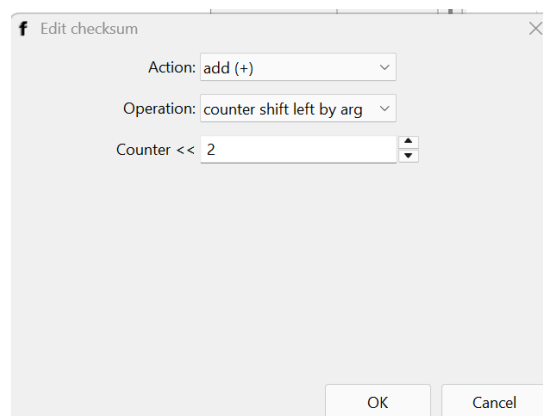 f Edit checksum
Action: add (+)
Operation: counter shift left by arg
Counter << 2
OK Cancel